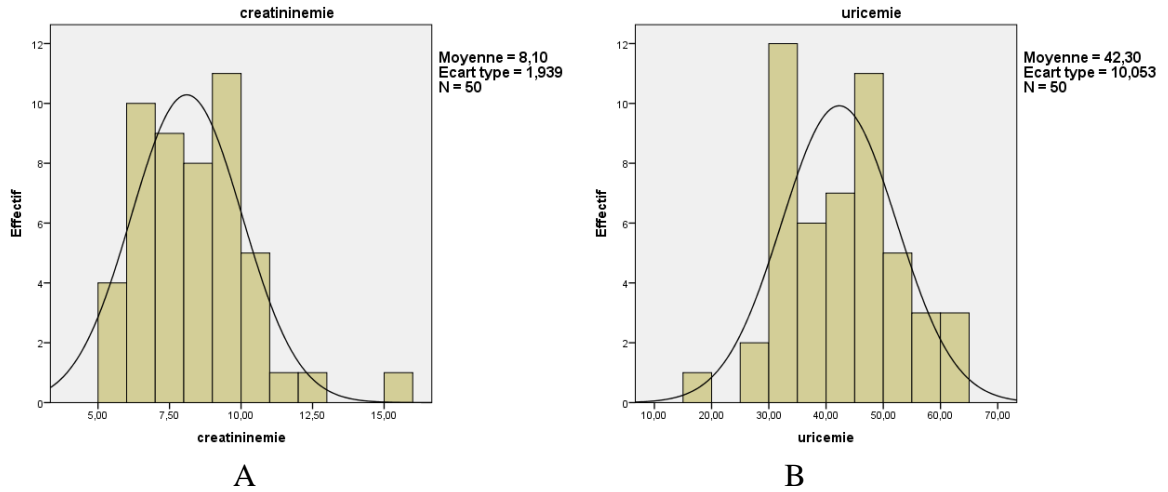 creatininemie
Moyenne = 8,10
Ecart type = 1,939
N = 50
12
10
8
6
4
2
0
Effectif
5,00 7,50 10,00 12,50 15,00
creatininemie
A
uricemie
Moyenne = 42,30
Ecart type = 10,053
N = 50
12
10
8
6
4
2
0
Effectif
10,00 20,00 30,00 40,00 50,00 60,00 70,00
uricemie
B